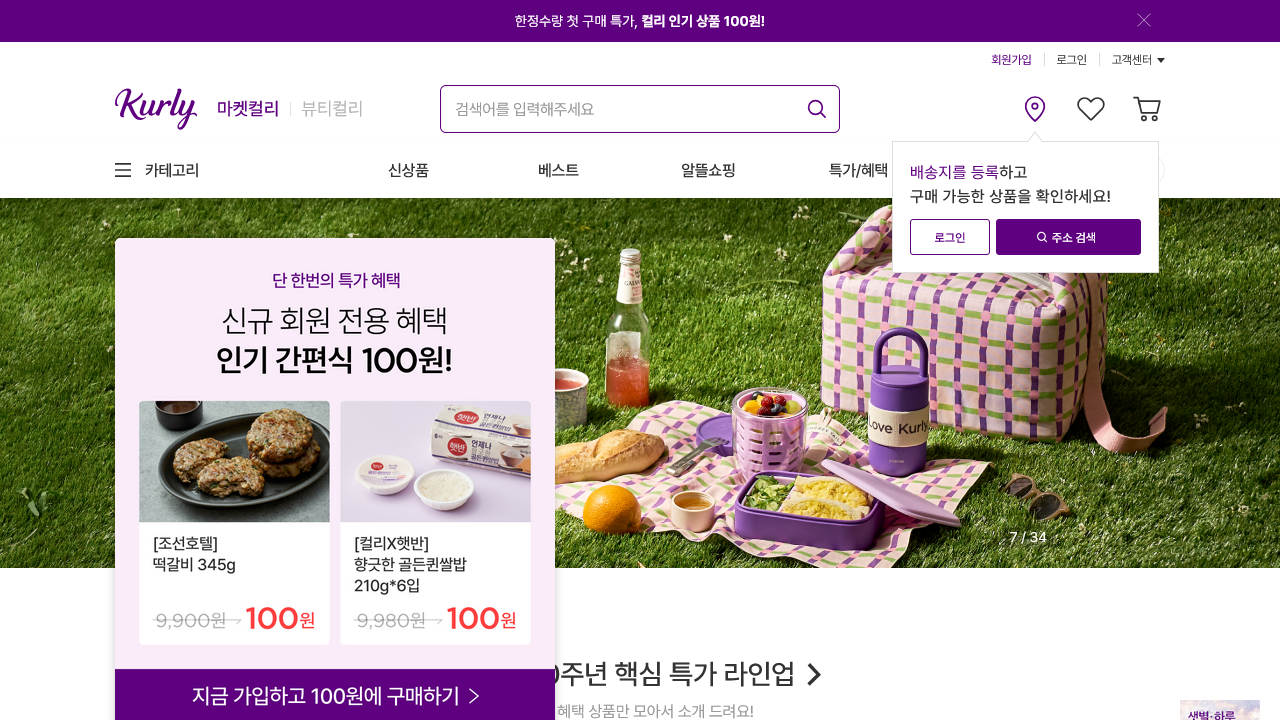 한정수량 첫 구매 특가, 컬리 인기 상품 100원!
회원가입
로그인
고객센터
Kurly
마켓컬리
뷰티컬리
검색어를 입력해주세요
카테고리
신상품
베스트
알뜰쇼핑
특가/혜택
배송지를 등록하고
구매 가능한 상품을 확인하세요!
로그인
주소 검색
단 한번의 특가 혜택
신규 회원 전용 혜택
인기 간편식 100원!
[조선호텔]
떡갈비 345g
9,900원
100원
[컬리X햇반]
향긋한 골든퀸쌀밥
210g*6입
9,980원
100원
지금 가입하고 100원에 구매하기
Love Kurly
7 / 34
0주년 핵심 특가 라인업
혜택 상품만 모아서 소개 드려요!
샛별·하루